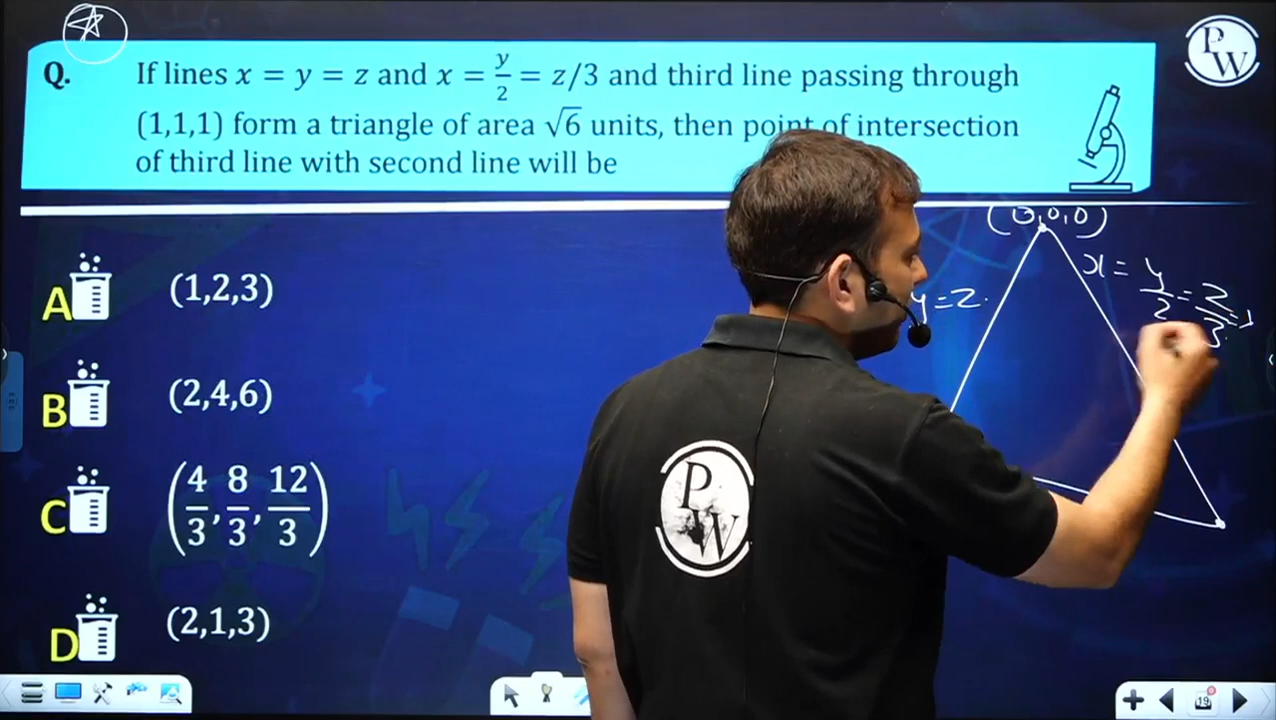 Q. If lines x = y = z and x = y/2 = z/3 and third line passing through
(1,1,1) form a triangle of area √6 units, then point of intersection
of third line with second line will be
A (1,2,3)
B (2,4,6)
C (4/3, 8/3, 12/3)
D (2,1,3)
(0,0,0)
y = z.
x = y/2 = z/3 = λ
PW
PW
19